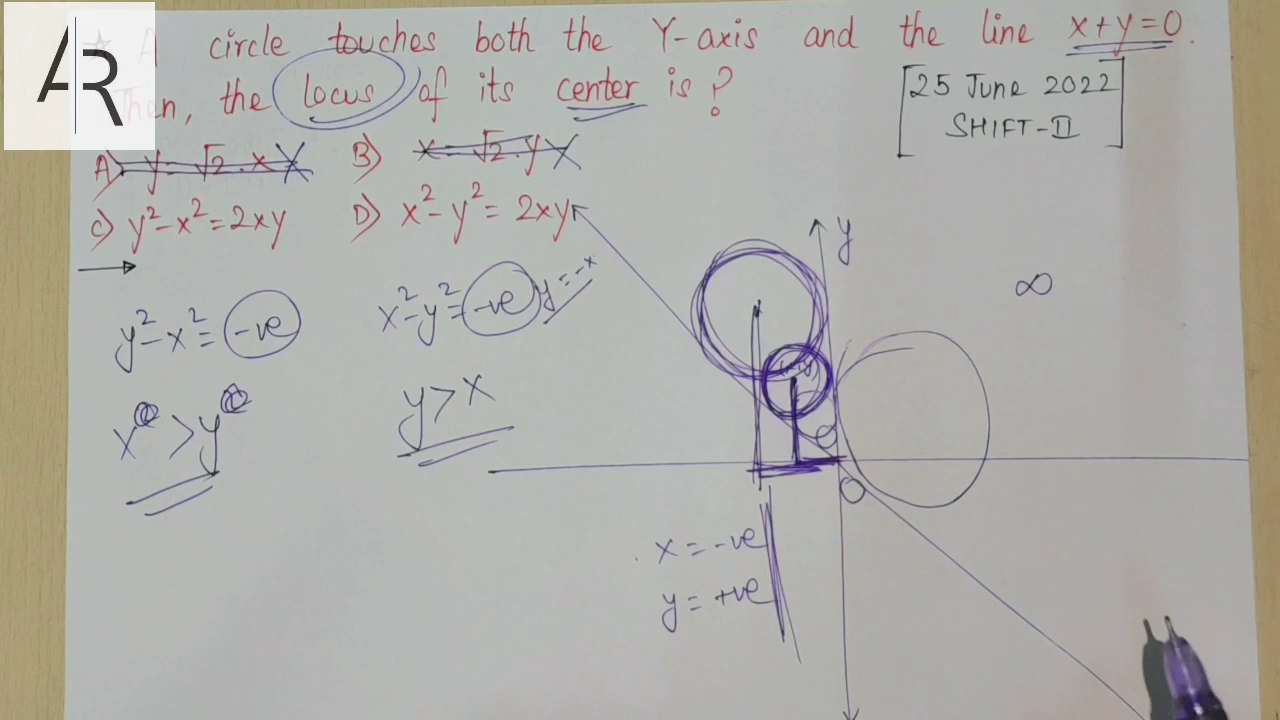 AR
A circle touches both the Y-axis and the line x+y=0.
Then, the locus of its center is?
[25 June 2022
SHIFT-II]
A) y=√2.x X B) x=√2.y X
C) y²-x²=2xy D) x²-y²=2xy
y²-x²= -ve x²-y²= -ve y=-x
x > y y>x
y
∞
x=-ve
y=+ve